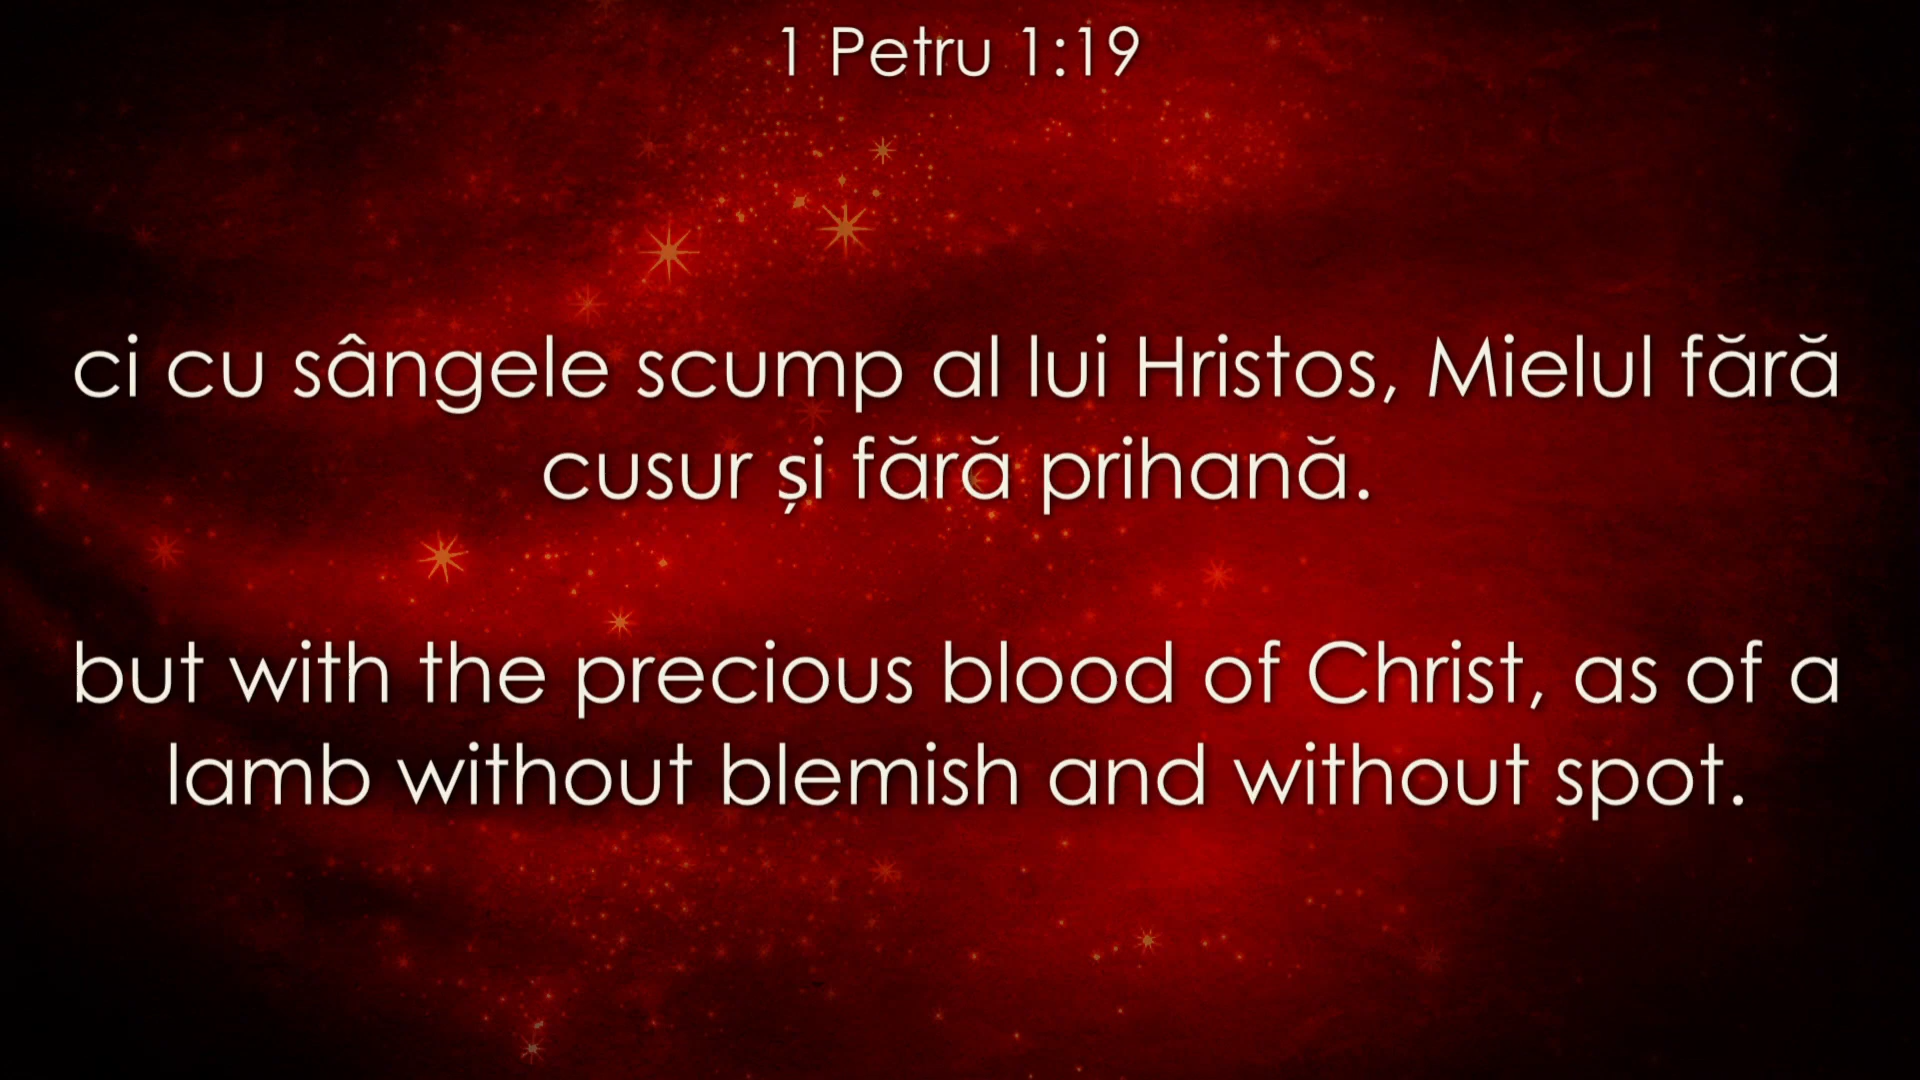 1 Petru 1:19
ci cu sângele scump al lui Hristos, Mielul fără
cusur și fără prihană.
but with the precious blood of Christ, as of a
lamb without blemish and without spot.